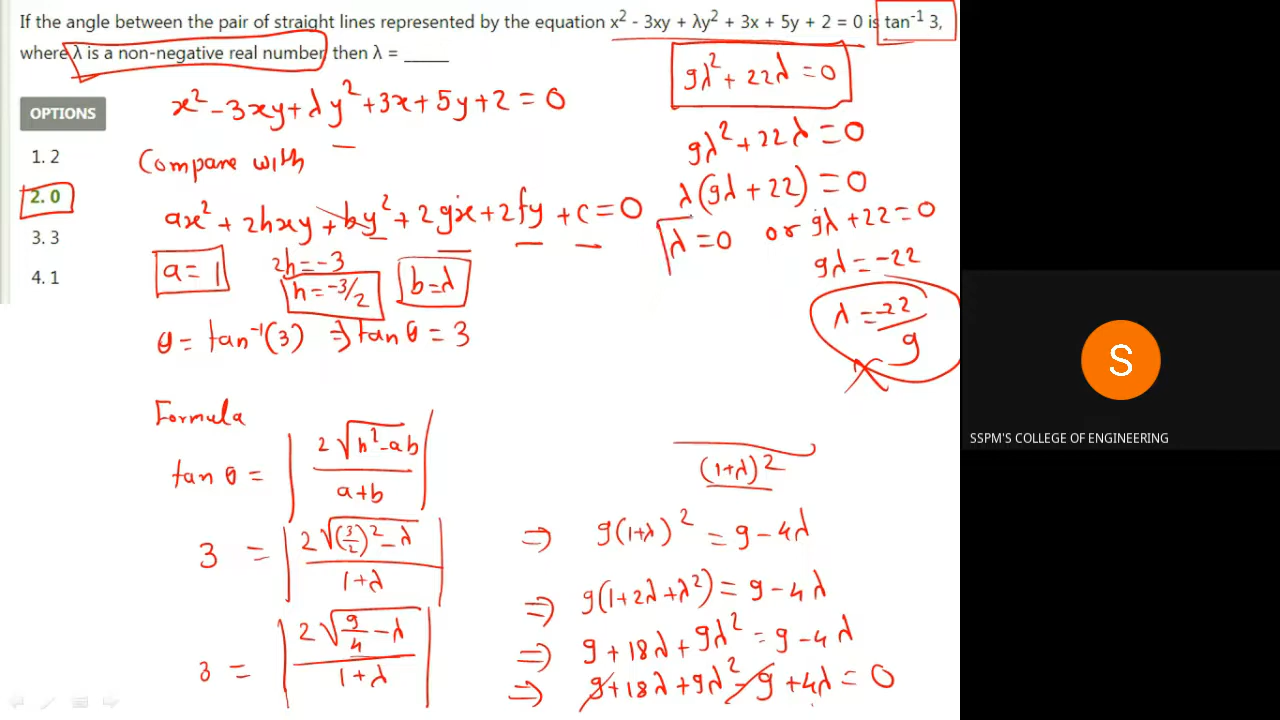 If the angle between the pair of straight lines represented by the equation x² - 3xy + λy² + 3x + 5y + 2 = 0 is tan⁻¹ 3,
where λ is a non-negative real number, then λ = _____
OPTIONS
1. 2
2. 0
3. 3
4. 1
x² - 3xy + λy² + 3x + 5y + 2 = 0
Compare with
ax² + 2hxy + by² + 2gx + 2fy + c = 0
a = 1
2h = -3
h = -3/2
b = λ
θ = tan⁻¹(3) ⇒ tan θ = 3
Formula
tan θ = | 2√(h² - ab) / (a+b) |
3 = | 2√((3/2)² - λ) / (1+λ) |
3 = | 2√(9/4 - λ) / (1+λ) |
9λ² + 22λ = 0
9λ² + 22λ = 0
λ(9λ + 22) = 0
λ = 0 or 9λ + 22 = 0
9λ = -22
λ = -22/9
(1+λ)²
⇒ 9(1+λ)² = 9 - 4λ
⇒ 9(1+2λ+λ²) = 9 - 4λ
⇒ 9 + 18λ + 9λ² = 9 - 4λ
⇒ 9 + 18λ + 9λ² - 9 + 4λ = 0
S
SSPM'S COLLEGE OF ENGINEERING